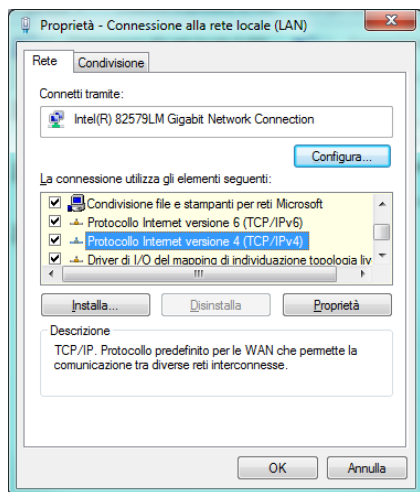 Proprietà - Connessione alla rete locale (LAN)
Rete
Condivisione
Connetti tramite:
Intel(R) 82579LM Gigabit Network Connection
Configura...
La connessione utilizza gli elementi seguenti:
Condivisione file e stampanti per reti Microsoft
Protocollo Internet versione 6 (TCP/IPv6)
Protocollo Internet versione 4 (TCP/IPv4)
Driver di I/O del mapping di individuazione topologia liv
Installa...
Disinstalla
Proprietà
Descrizione
TCP/IP. Protocollo predefinito per le WAN che permette la
comunicazione tra diverse reti interconnesse.
OK
Annulla